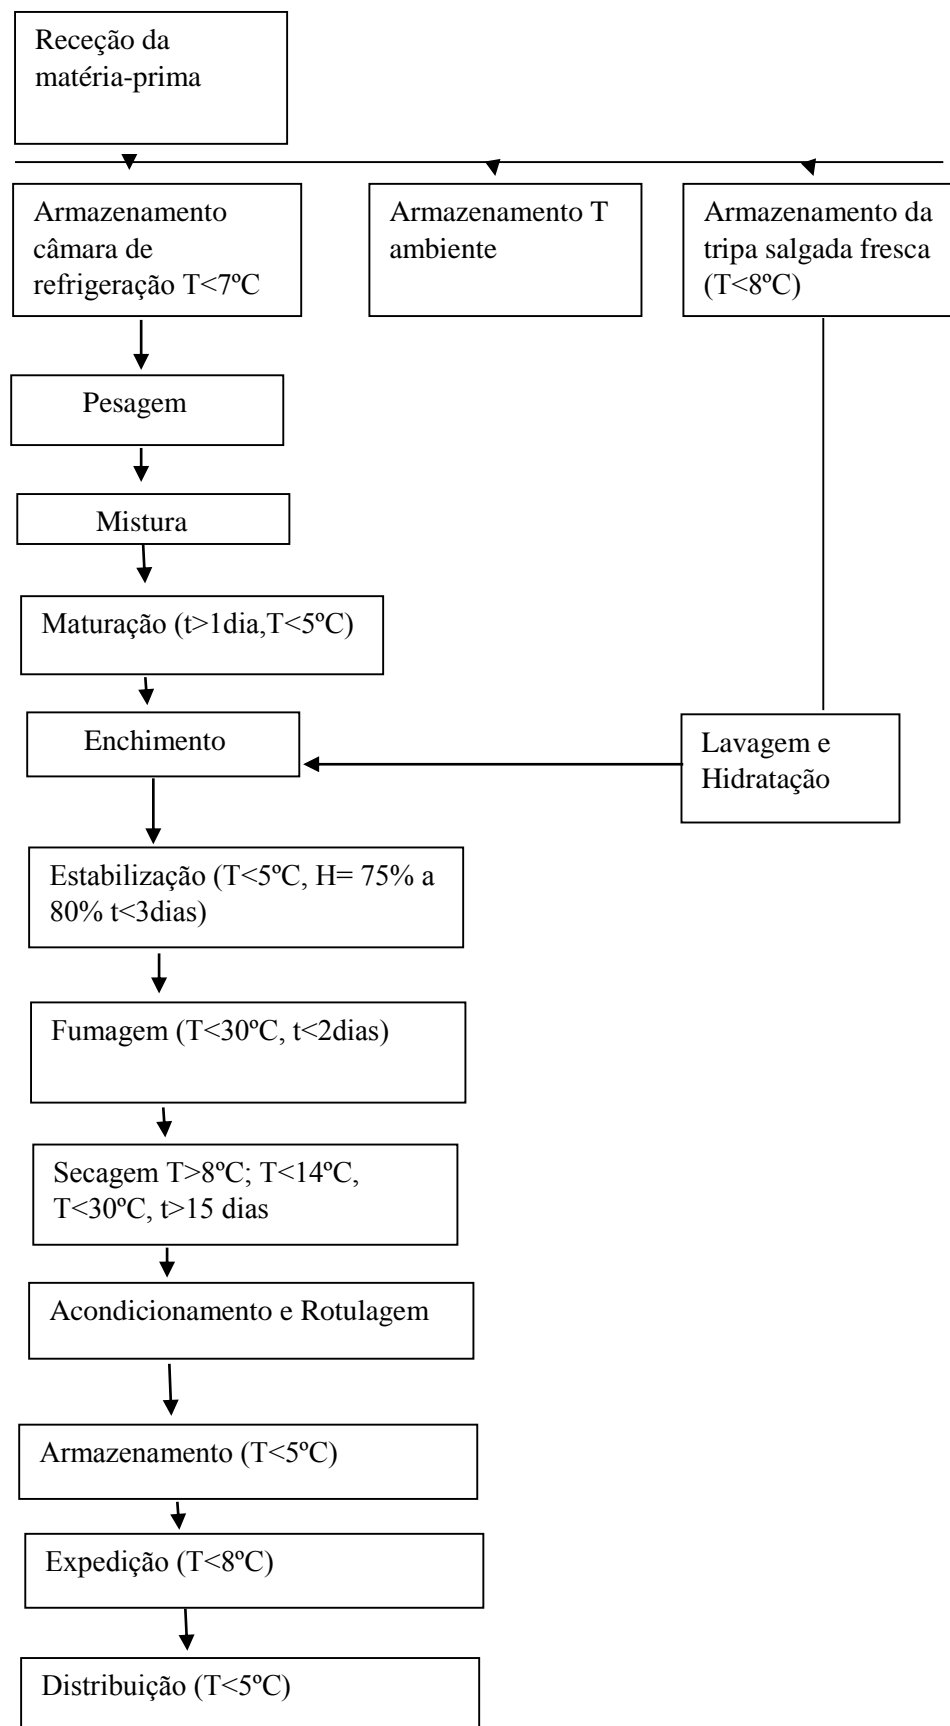 Receção da
matéria-prima
Armazenamento
câmara de
refrigeração T<7ºC
Armazenamento T
ambiente
Armazenamento da
tripa salgada fresca
(T<8ºC)
Pesagem
Mistura
Maturação (t>1dia,T<5ºC)
Enchimento
Lavagem e
Hidratação
Estabilização (T<5ºC, H= 75% a
80% t<3dias)
Fumagem (T<30ºC, t<2dias)
Secagem T>8ºC; T<14ºC,
T<30ºC, t>15 dias
Acondicionamento e Rotulagem
Armazenamento (T<5ºC)
Expedição (T<8ºC)
Distribuição (T<5ºC)